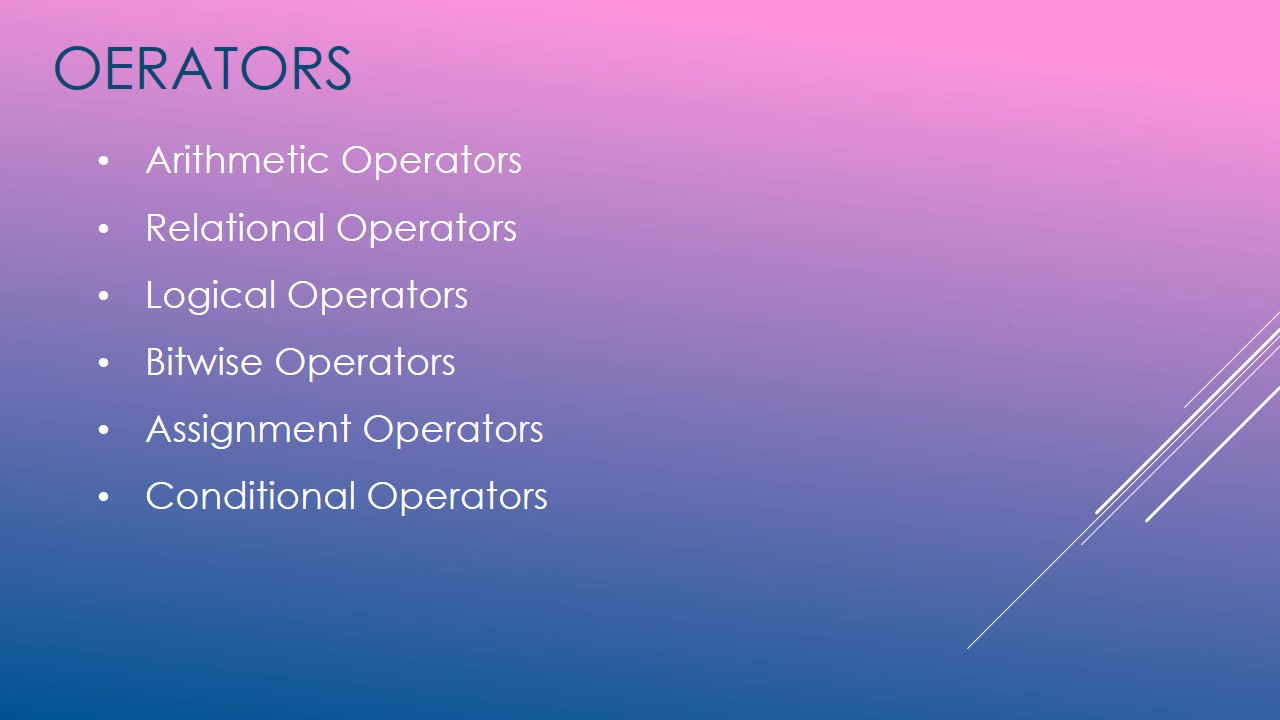 OERATORS
• Arithmetic Operators
• Relational Operators
• Logical Operators
• Bitwise Operators
• Assignment Operators
• Conditional Operators